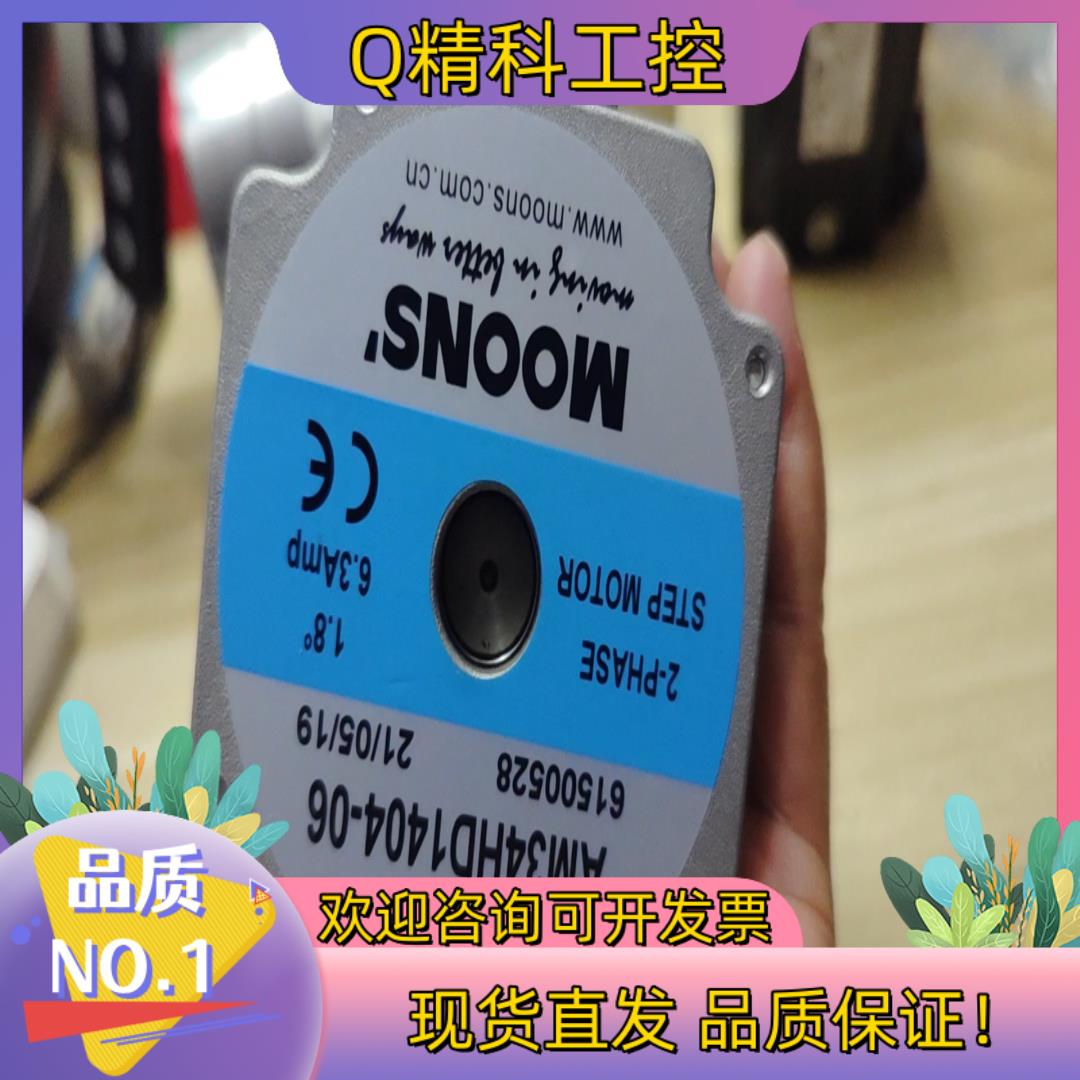 Q精科工控
www.moons.com.cn
moving in better ways
MOONS'
CE
6.3Amp
1.8°
STEP MOTOR
2-PHASE
21/05/19
61500528
AM34HD1404-06
品质
NO.1
欢迎咨询可开发票
现货直发 品质保证!